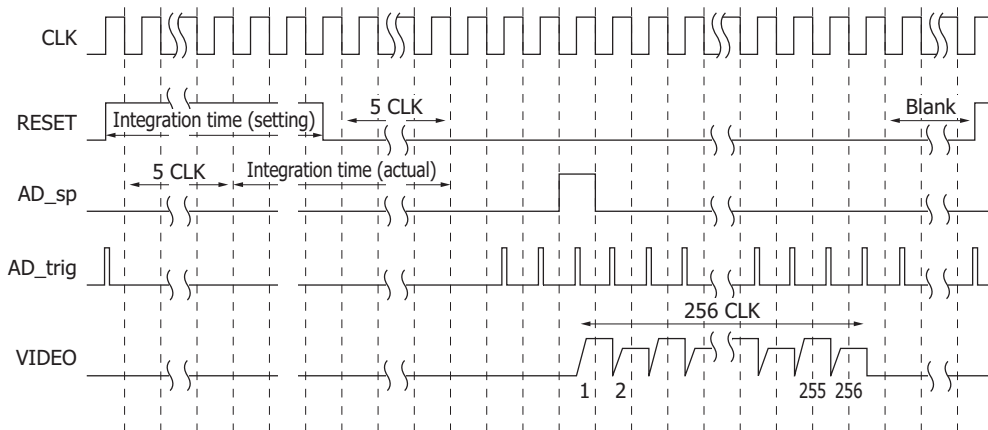 CLK
RESET
Integration time (setting)
5 CLK
Blank
AD_sp
5 CLK
Integration time (actual)
AD_trig
256 CLK
VIDEO
1
2
255
256